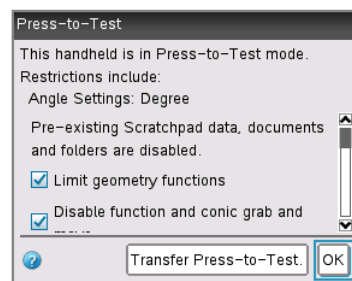 Press-to-Test
This handheld is in Press-to-Test mode.
Restrictions include:
Angle Settings: Degree
Pre-existing Scratchpad data, documents
and folders are disabled.
Limit geometry functions
Disable function and conic grab and
Transfer Press-to-Test.
OK